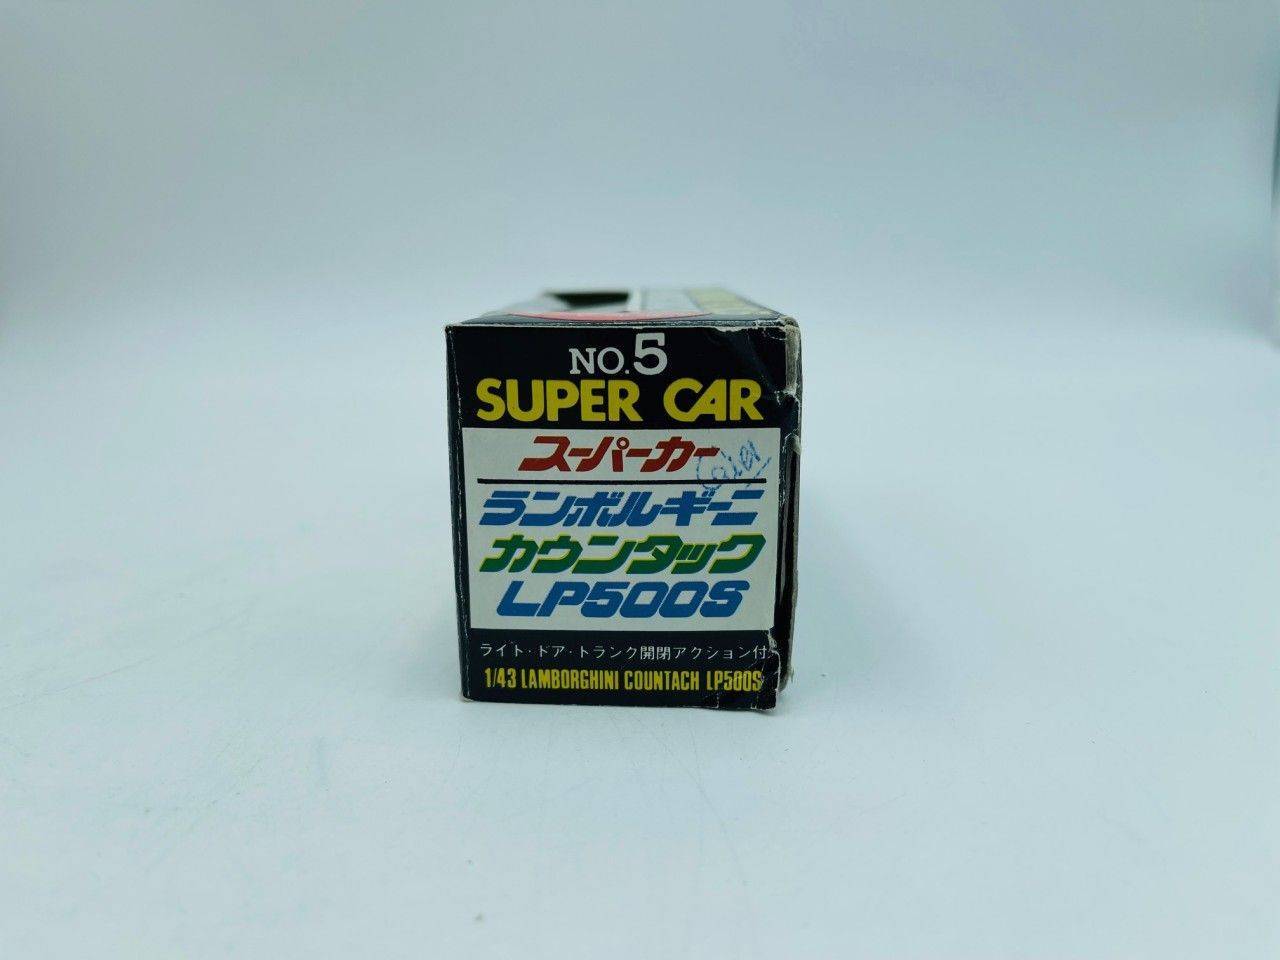 NO.5
SUPER CAR
スーパーカー
ランボルギーニ
カウンタック
LP500S
ライト・ドア・トランク開閉アクション付
1/43 LAMBORGHINI COUNTACH LP500S